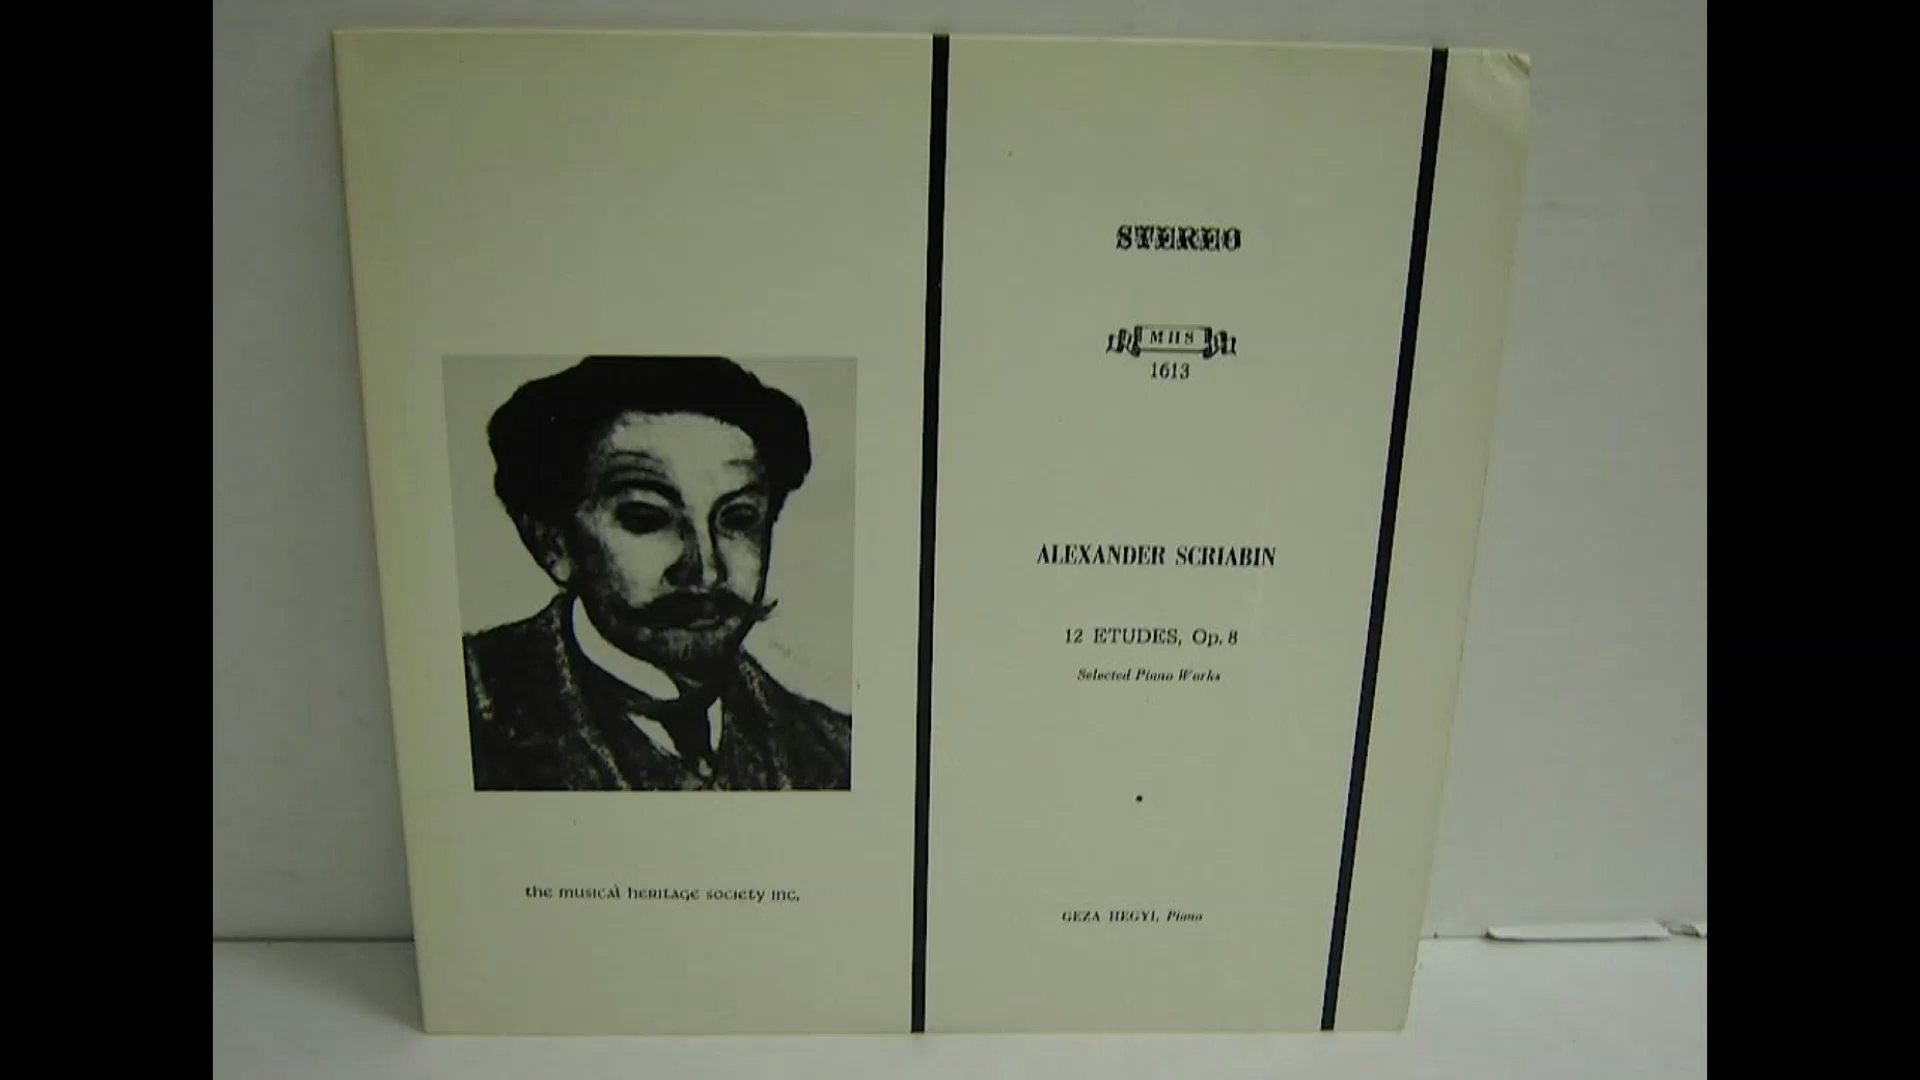 STEREO
MHS
1613
ALEXANDER SCRIABIN
12 ETUDES, Op. 8
Selected Piano Works
GEZA HEGYI, Piano
the musical heritage society inc.